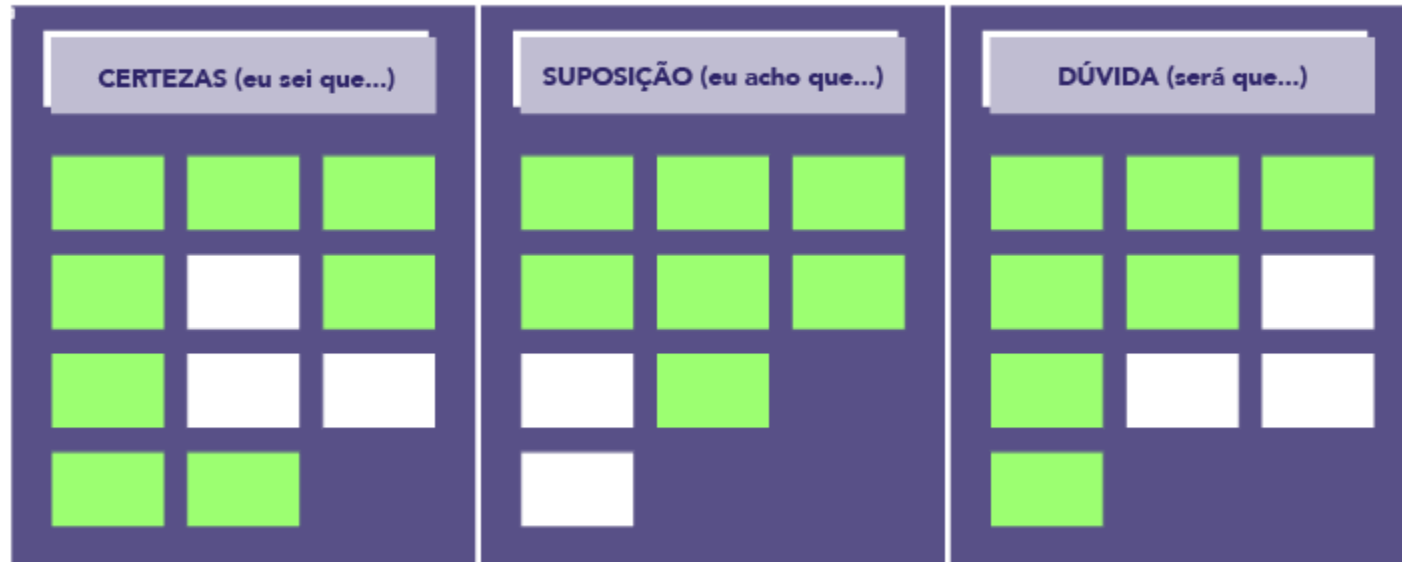 CERTEZAS (eu sei que...)
SUPOSIÇÃO (eu acho que...)
DÚVIDA (será que...)